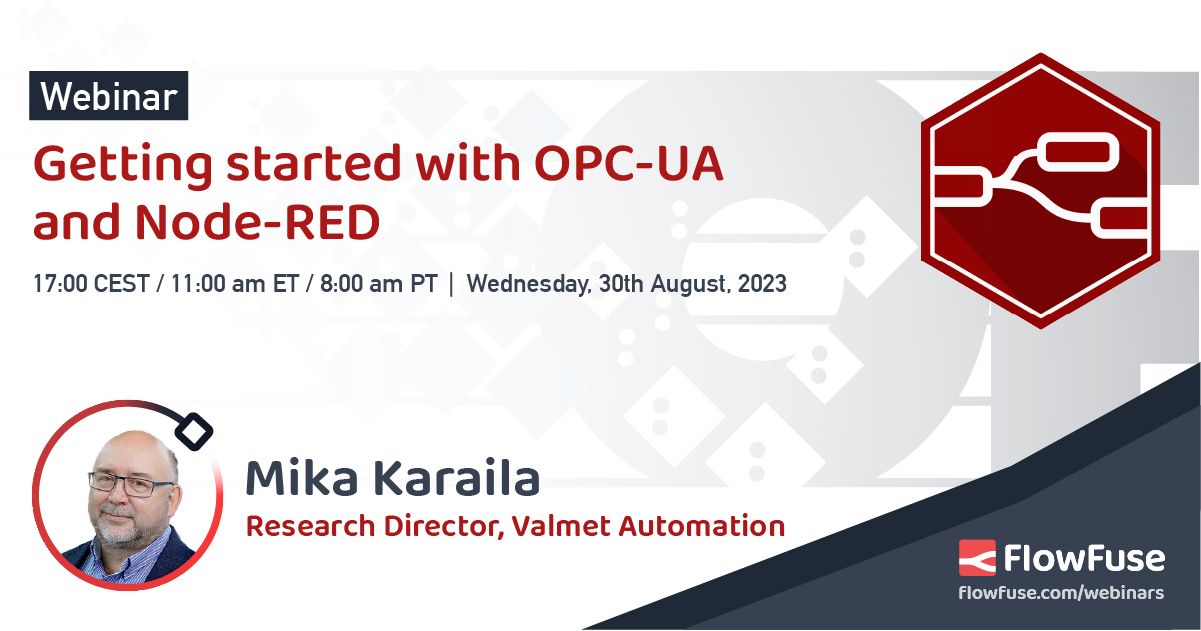 Webinar
Getting started with OPC-UA
and Node-RED
17:00 CEST / 11:00 am ET / 8:00 am PT | Wednesday, 30th August, 2023
Mika Karaila
Research Director, Valmet Automation
FlowFuse
flowfuse.com/webinars